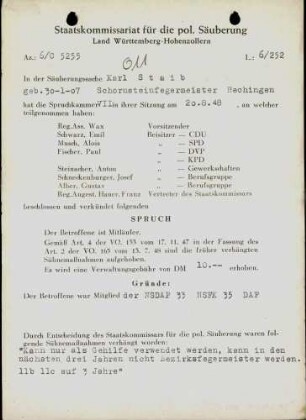 Staatskommissariat für die pol. Säuberung
Land Württemberg-Hohenzollern
Az.: 6/C 5255
L.: 6/252
011
In der Säuberungssache Karl Staib
geb. 30-1-07 Schornsteinfegermeister Hechingen
hat die Spruchkammer VII in ihrer Sitzung am 20.8.48, an welcher
teilgenommen haben:
Reg.Ass. Wax Vorsitzender
Schwarz, Emil Beisitzer — CDU
Mauch, Alois „ — SPD
Fischer, Paul „ — DVP
„ — KPD
Steinacher, Anton „ — Gewerkschaften
Schneckenburger, Josef „ — Berufsgruppe
Alber, Gustav „ — Berufsgruppe
Reg.Angest. Hauer, Franz Vertreter des Staatskommissars
beschlossen und verkündet folgenden
SPRUCH
Der Betroffene ist Mitläufer.
Gemäß Art. 4 der VO. 133 vom 17. 11. 47 in der Fassung des
Art. 2 der VO. 165 vom 13. 7. 48 sind die früher verhängten
Sühnemaßnahmen aufgehoben.
Es wird eine Verwaltungsgebühr von DM 10.-- erhoben.
Gründe:
Der Betroffene war Mitglied der NSDAP 33 NSFK 35 DAF
Durch Entscheidung des Staatskommissars für die pol. Säuberung waren fol-
gende Sühnemaßnahmen verhängt worden:
"Kann nur als Gehilfe verwendet werden, kann in den
nächsten drei Jahren nicht Bezirksfegermeister werden.
11b 11c auf 3 Jahre"